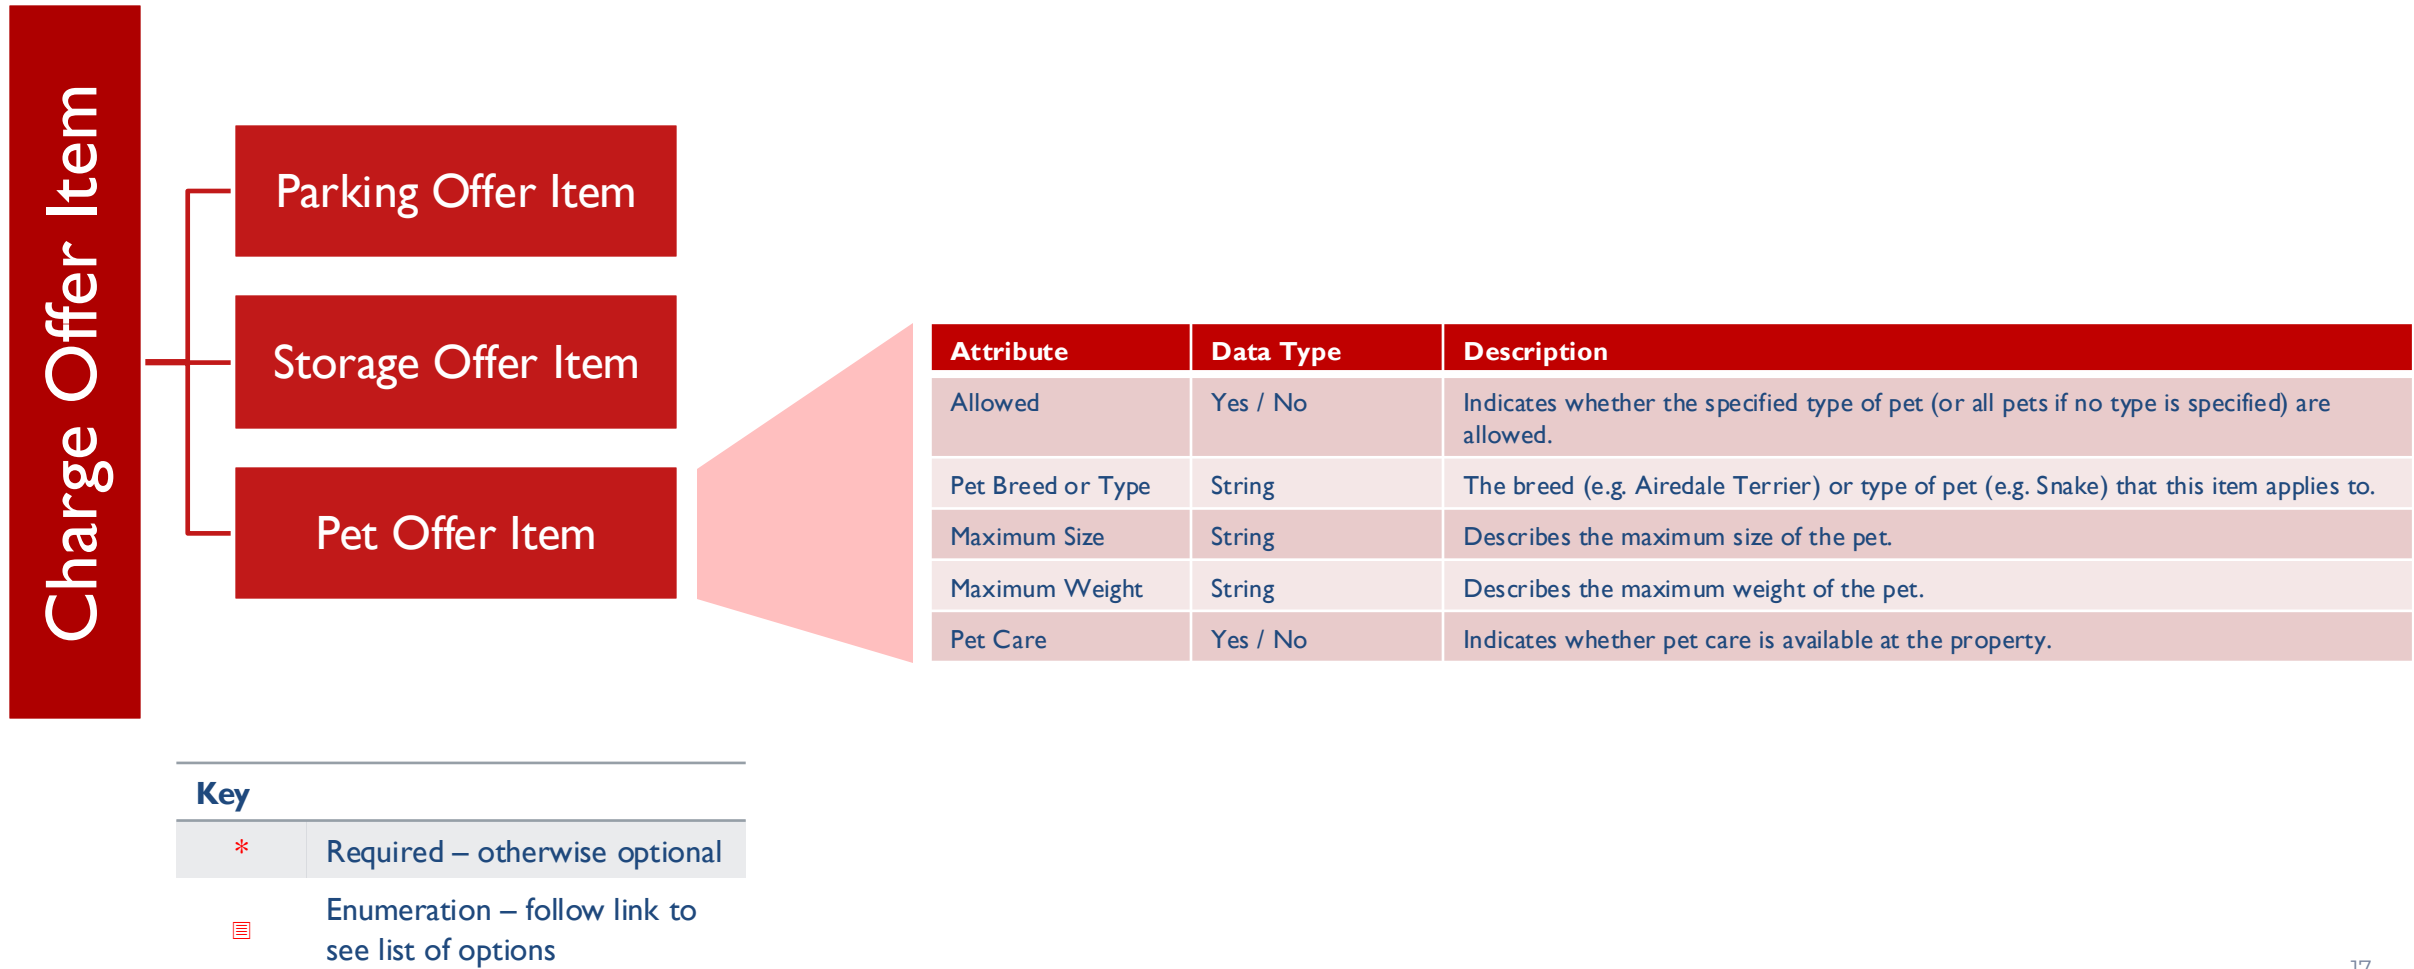 Charge Offer Item
Parking Offer Item
Storage Offer Item
Pet Offer Item
Attribute Data Type Description
Allowed Yes / No Indicates whether the specified type of pet (or all pets if no type is specified) are
allowed.
Pet Breed or Type String The breed (e.g. Airedale Terrier) or type of pet (e.g. Snake) that this item applies to.
Maximum Size String Describes the maximum size of the pet.
Maximum Weight String Describes the maximum weight of the pet.
Pet Care Yes / No Indicates whether pet care is available at the property.
Key
* Required – otherwise optional
Enumeration – follow link to
see list of options
17